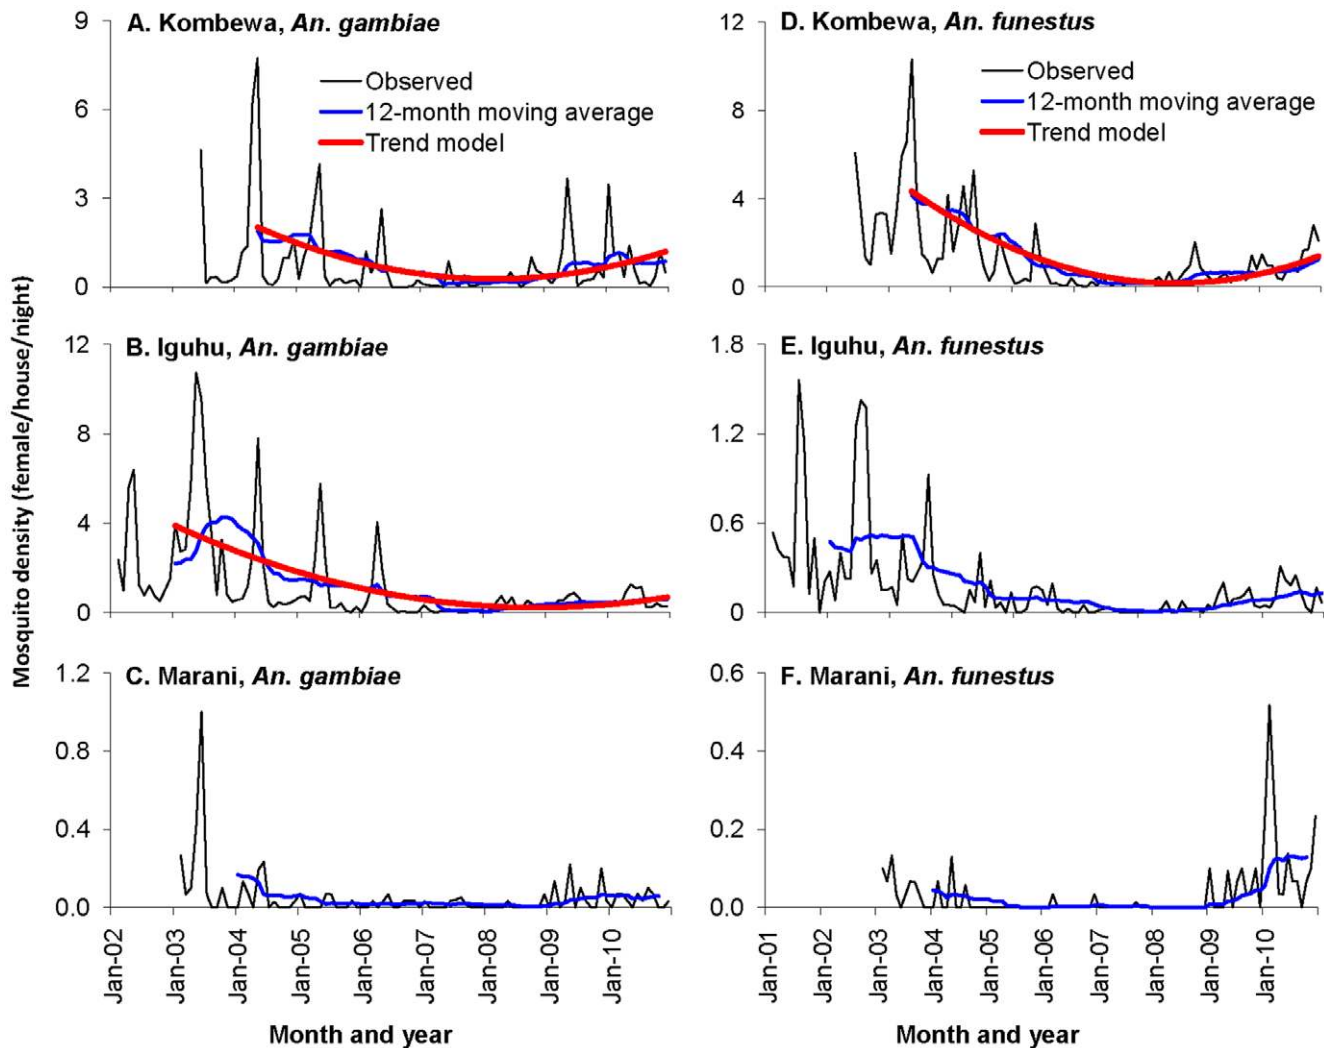 Mosquito density (female/house/night)
A. Kombewa, An. gambiae
9
6
3
0
Observed
12-month moving average
Trend model
D. Kombewa, An. funestus
12
8
4
0
Observed
12-month moving average
Trend model
B. Iguhu, An. gambiae
12
8
4
0
E. Iguhu, An. funestus
1.8
1.2
0.6
0
C. Marani, An. gambiae
1.2
0.8
0.4
0.0
Jan-02
Jan-03
Jan-04
Jan-05
Jan-06
Jan-07
Jan-08
Jan-09
Jan-10
Month and year
F. Marani, An. funestus
0.6
0.4
0.2
0.0
Jan-01
Jan-02
Jan-03
Jan-04
Jan-05
Jan-06
Jan-07
Jan-08
Jan-09
Jan-10
Month and year